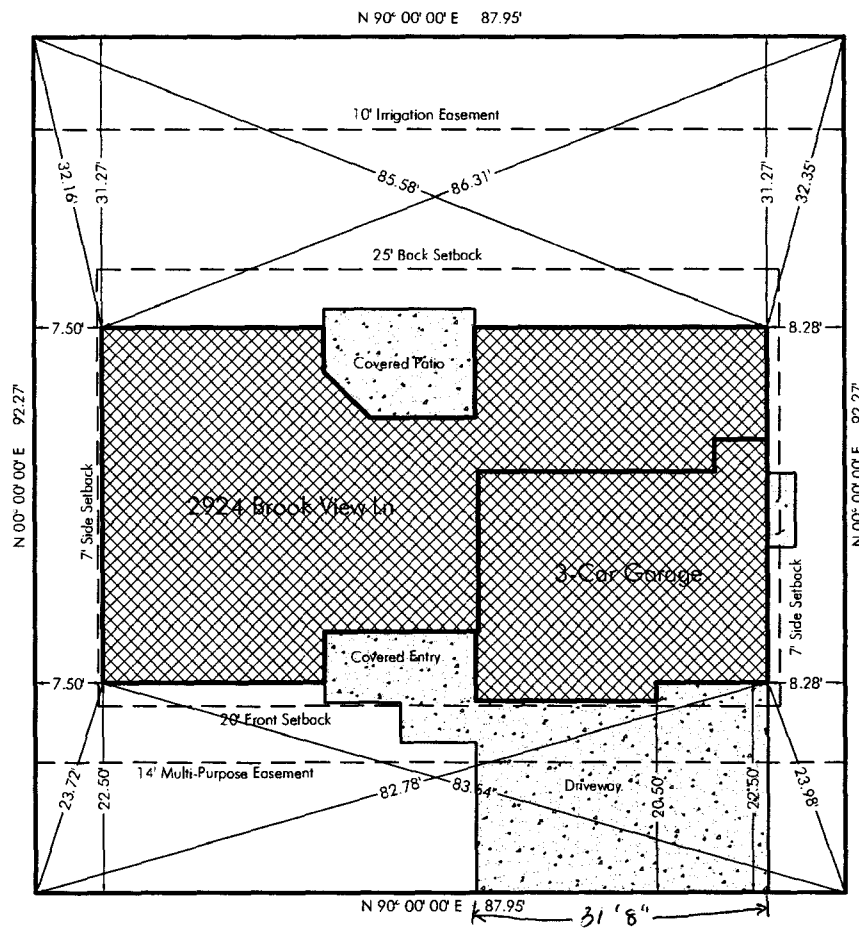 N 90° 00' 00' E 87.95'
10' Irrigation Easement
32.16'
31.27'
85.58'
86.31'
31.27'
32.35'
25' Back Setback
7.50'
8.28'
Covered Patio
N 00° 00' 00' E 92.27'
N 00° 00' 00' E 92.27'
2924 Brook View Ln
7' Side Setback
3-Car Garage
7' Side Setback
Covered Entry
7.50'
8.28'
20' Front Setback
14' Multi-Purpose Easement
23.72'
22.50'
82.78'
83.54'
Driveway
20.50'
22.50'
23.98'
N 90° 00' 00' E 87.95'
31' 8"